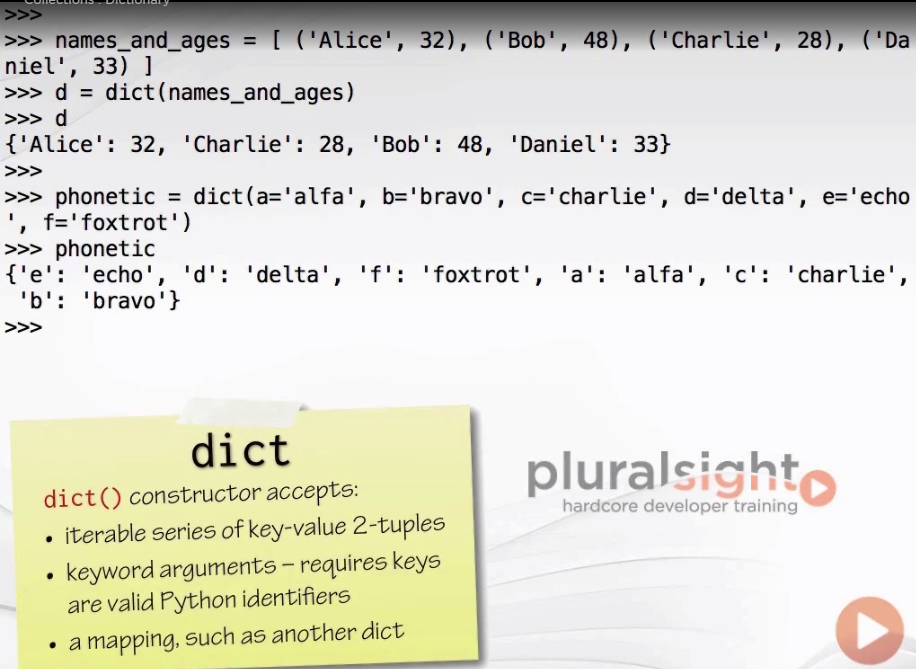 Collections : Dictionary
>>>
>>> names_and_ages = [ ('Alice', 32), ('Bob', 48), ('Charlie', 28), ('Da
niel', 33) ]
>>> d = dict(names_and_ages)
>>> d
{'Alice': 32, 'Charlie': 28, 'Bob': 48, 'Daniel': 33}
>>>
>>> phonetic = dict(a='alfa', b='bravo', c='charlie', d='delta', e='echo
', f='foxtrot')
>>> phonetic
{'e': 'echo', 'd': 'delta', 'f': 'foxtrot', 'a': 'alfa', 'c': 'charlie',
 'b': 'bravo'}
>>>
dict
dict() constructor accepts:
• iterable series of key-value 2-tuples
• keyword arguments – requires keys
are valid Python identifiers
• a mapping, such as another dict
pluralsight
hardcore developer training